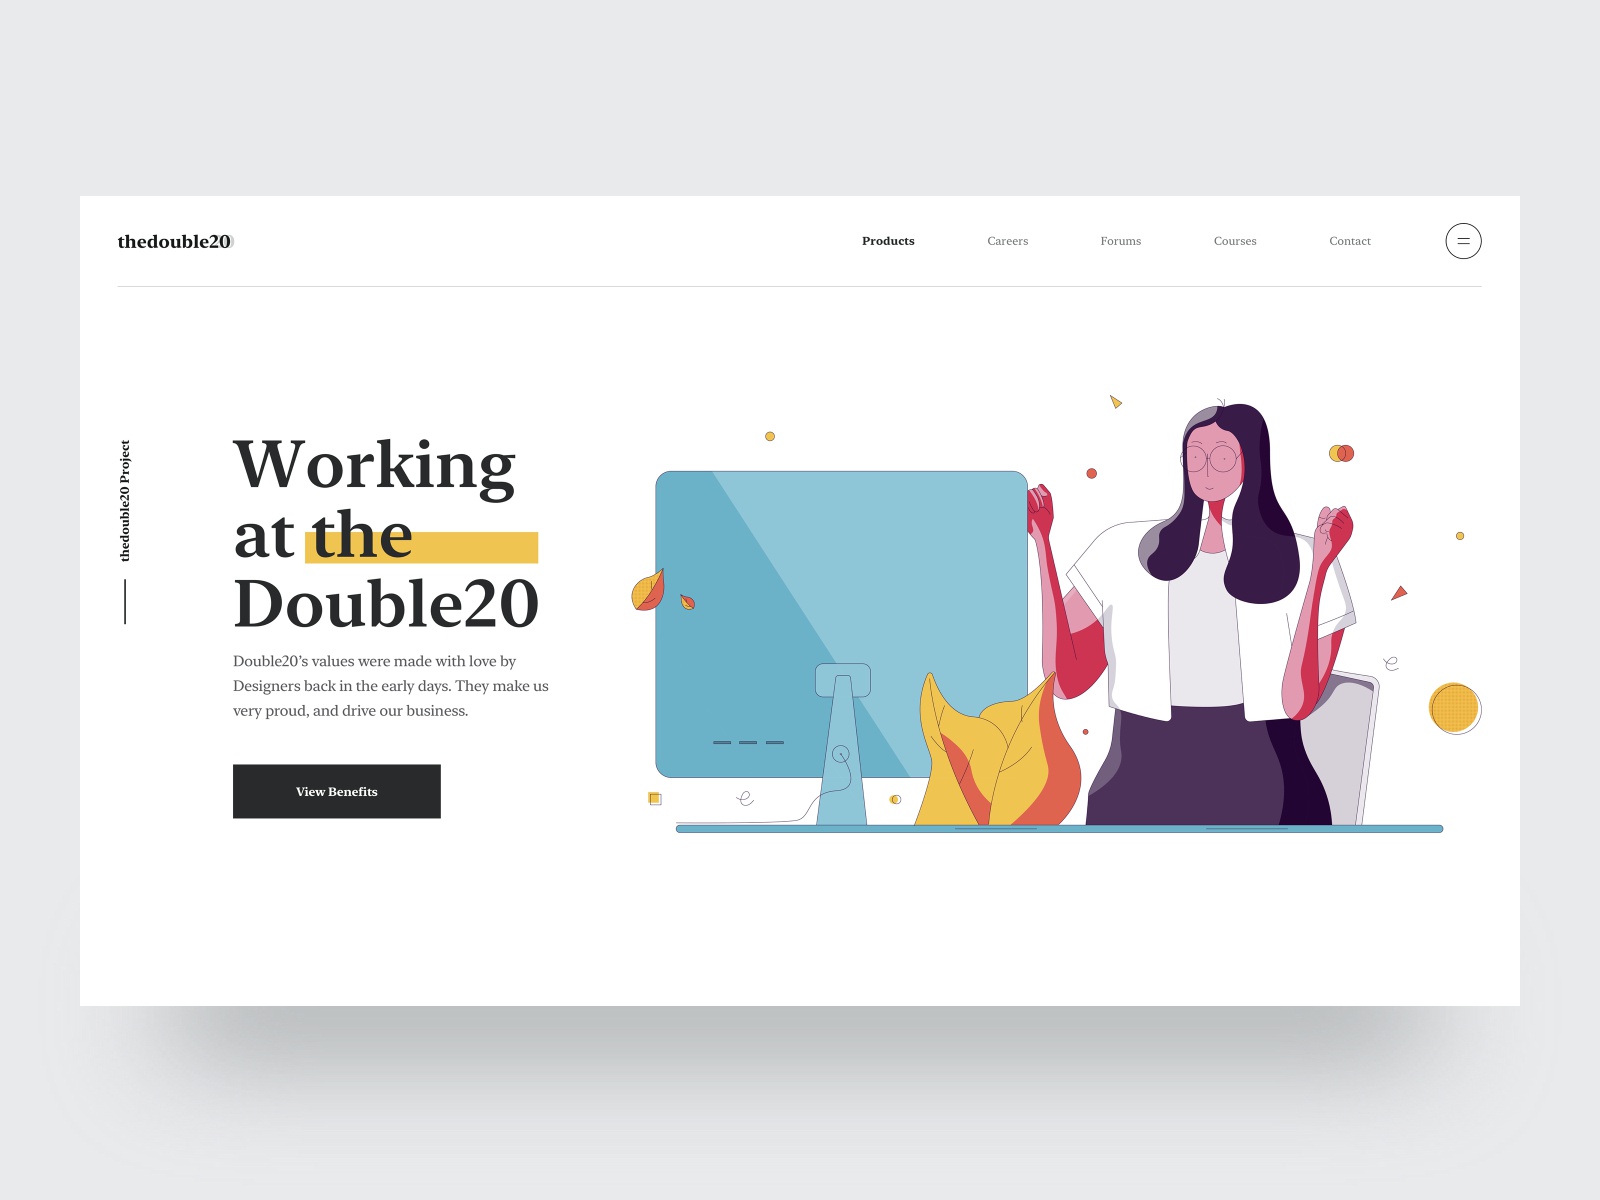 thedouble20
Products
Careers
Forums
Courses
Contact
thedouble20 Project
Working
at the
Double20
Double20’s values were made with love by
Designers back in the early days. They make us
very proud, and drive our business.
View Benefits